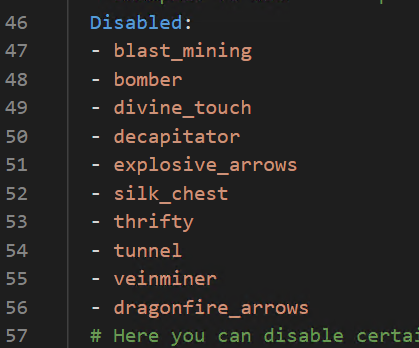 46 Disabled:
47 - blast_mining
48 - bomber
49 - divine_touch
50 - decapitator
51 - explosive_arrows
52 - silk_chest
53 - thrifty
54 - tunnel
55 - veinminer
56 - dragonfire_arrows
57 # Here you can disable certai